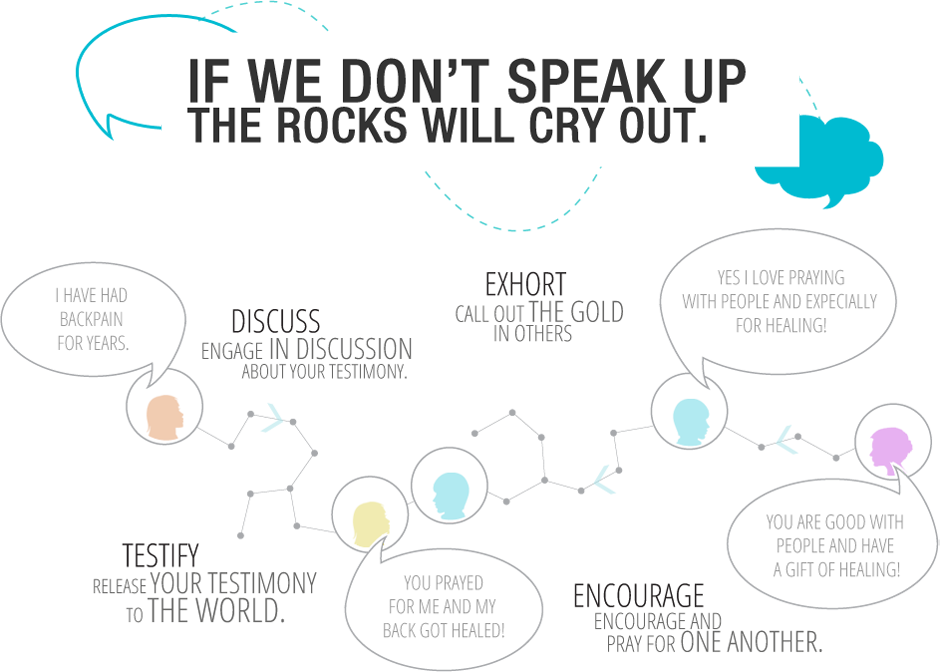 IF WE DON'T SPEAK UP
THE ROCKS WILL CRY OUT.
I HAVE HAD
BACKPAIN
FOR YEARS.
DISCUSS
ENGAGE IN DISCUSSION
ABOUT YOUR TESTIMONY.
EXHORT
CALL OUT THE GOLD
IN OTHERS
YES I LOVE PRAYING
WITH PEOPLE AND EXPECIALLY
FOR HEALING!
TESTIFY
RELEASE YOUR TESTIMONY
TO THE WORLD.
YOU PRAYED
FOR ME AND MY
BACK GOT HEALED!
ENCOURAGE
ENCOURAGE AND
PRAY FOR ONE ANOTHER.
YOU ARE GOOD WITH
PEOPLE AND HAVE
A GIFT OF HEALING!